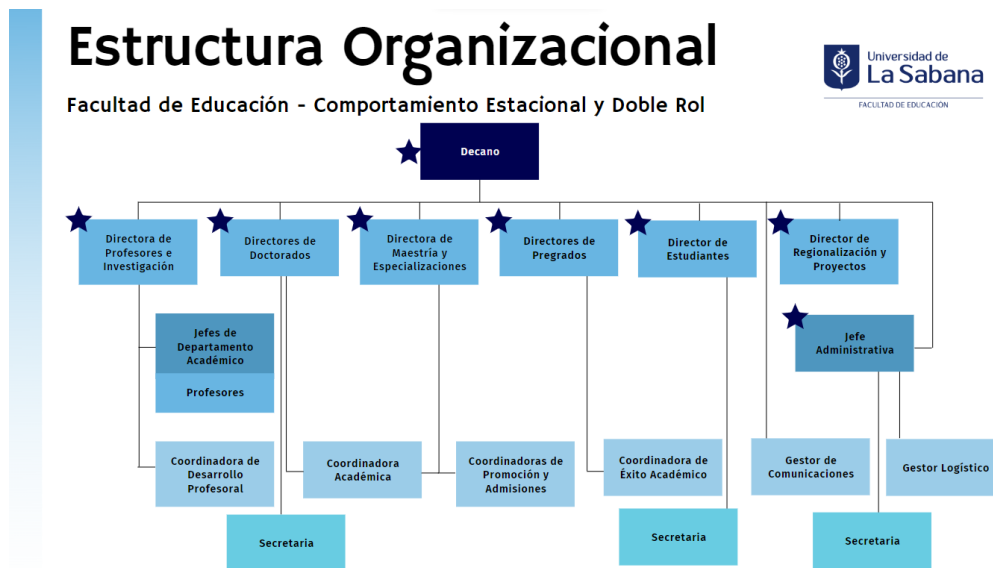 Estructura Organizacional
Facultad de Educación - Comportamiento Estacional y Doble Rol
Universidad de
La Sabana
FACULTAD DE EDUCACIÓN
Decano
Directora de
Profesores e
Investigación
Directores de
Doctorados
Directora de
Maestría y
Especializaciones
Directores de
Pregrados
Director de
Estudiantes
Director de
Regionalización y
Proyectos
Jefes de
Departamento
Académico
Profesores
Jefe
Administrativa
Coordinadora de
Desarrollo
Profesoral
Coordinadora
Académica
Coordinadoras de
Promoción y
Admisiones
Coordinadora de
Éxito Académico
Gestor de
Comunicaciones
Gestor Logístico
Secretaria
Secretaria
Secretaria